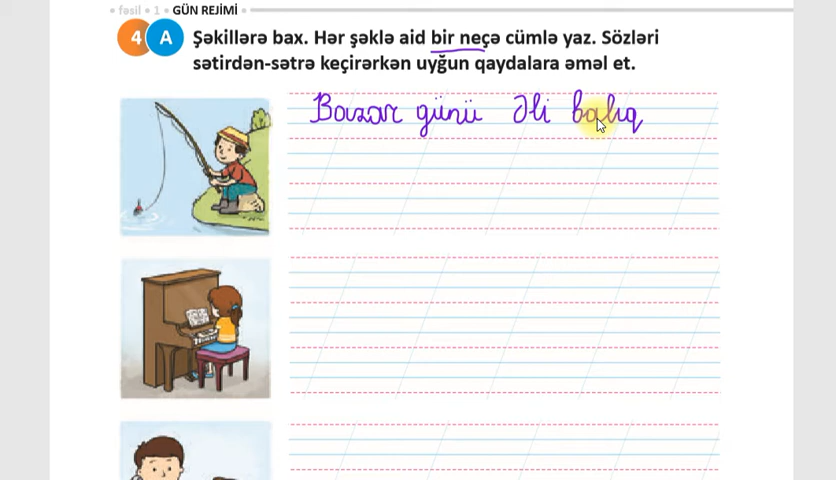 fəsil • 1 • GÜN REJİMİ
4 A Şəkillərə bax. Hər şəklə aid bir neçə cümlə yaz. Sözləri
sətirdən-sətrə keçirərkən uyğun qaydalara əməl et.
Bazar günü Əli balıq